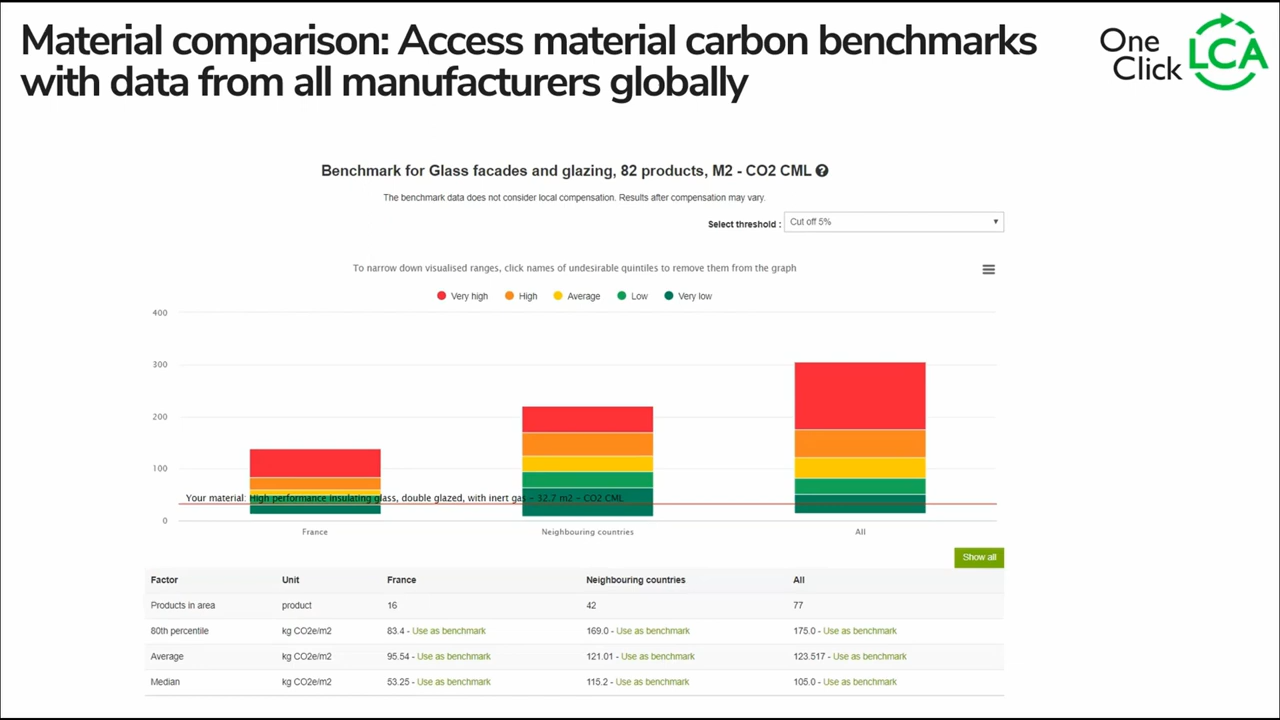 Material comparison: Access material carbon benchmarks
with data from all manufacturers globally
One
Click
LCA
Benchmark for Glass facades and glazing, 82 products, M2 - CO2 CML ?
The benchmark data does not consider local compensation. Results after compensation may vary.
Select threshold : Cut off 5%
To narrow down visualised ranges, click names of undesirable quintiles to remove them from the graph
Very high High Average Low Very low
400
300
200
100
Your material: High performance insulating glass, double glazed, with inert gas - 32.7 m2 - CO2 CML
0
France Neighbouring countries All
Show all
Factor Unit France Neighbouring countries All
Products in area product 16 42 77
80th percentile kg CO2e/m2 83.4 - Use as benchmark 169.0 - Use as benchmark 175.0 - Use as benchmark
Average kg CO2e/m2 95.54 - Use as benchmark 121.01 - Use as benchmark 123.517 - Use as benchmark
Median kg CO2e/m2 53.25 - Use as benchmark 115.2 - Use as benchmark 105.0 - Use as benchmark